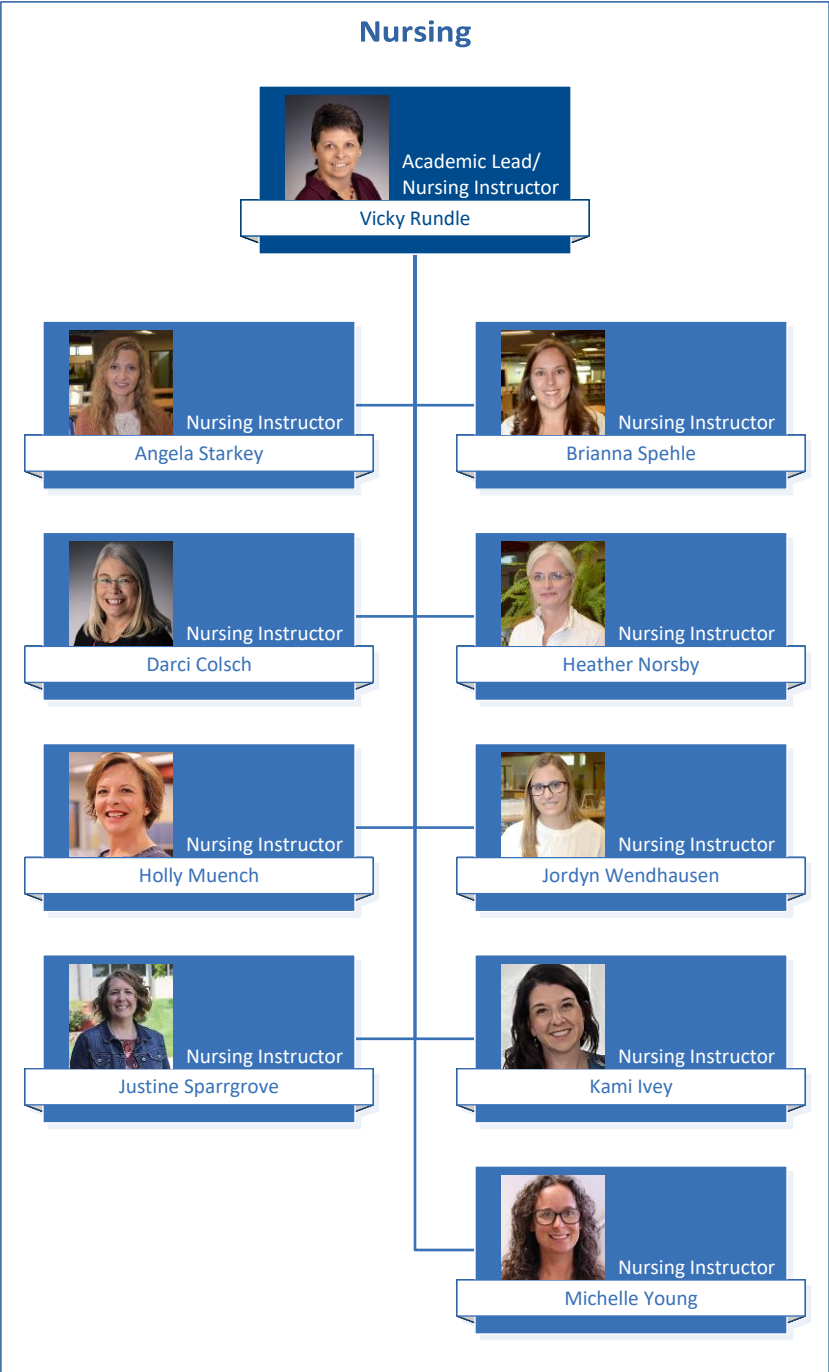 Nursing
Academic Lead/
Nursing Instructor
Vicky Rundle
Nursing Instructor
Angela Starkey
Nursing Instructor
Brianna Spehle
Nursing Instructor
Darci Colsch
Nursing Instructor
Heather Norsby
Nursing Instructor
Holly Muench
Nursing Instructor
Jordyn Wendhausen
Nursing Instructor
Justine Sparrgrove
Nursing Instructor
Kami Ivey
Nursing Instructor
Michelle Young